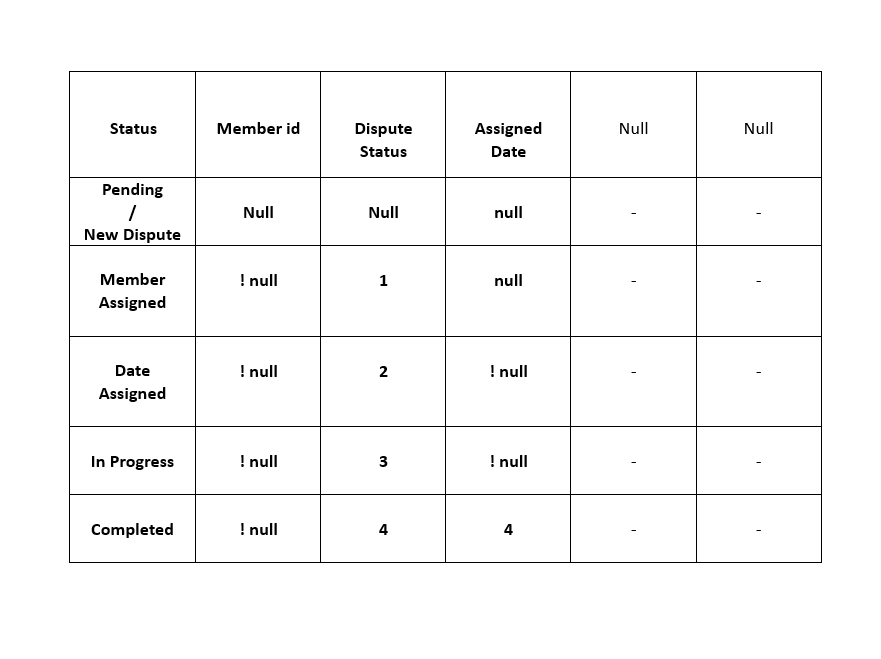 Status Member id Dispute Status Assigned Date Null Null
Pending / New Dispute Null Null null - -
Member Assigned ! null 1 null - -
Date Assigned ! null 2 ! null - -
In Progress ! null 3 ! null - -
Completed ! null 4 4 - -